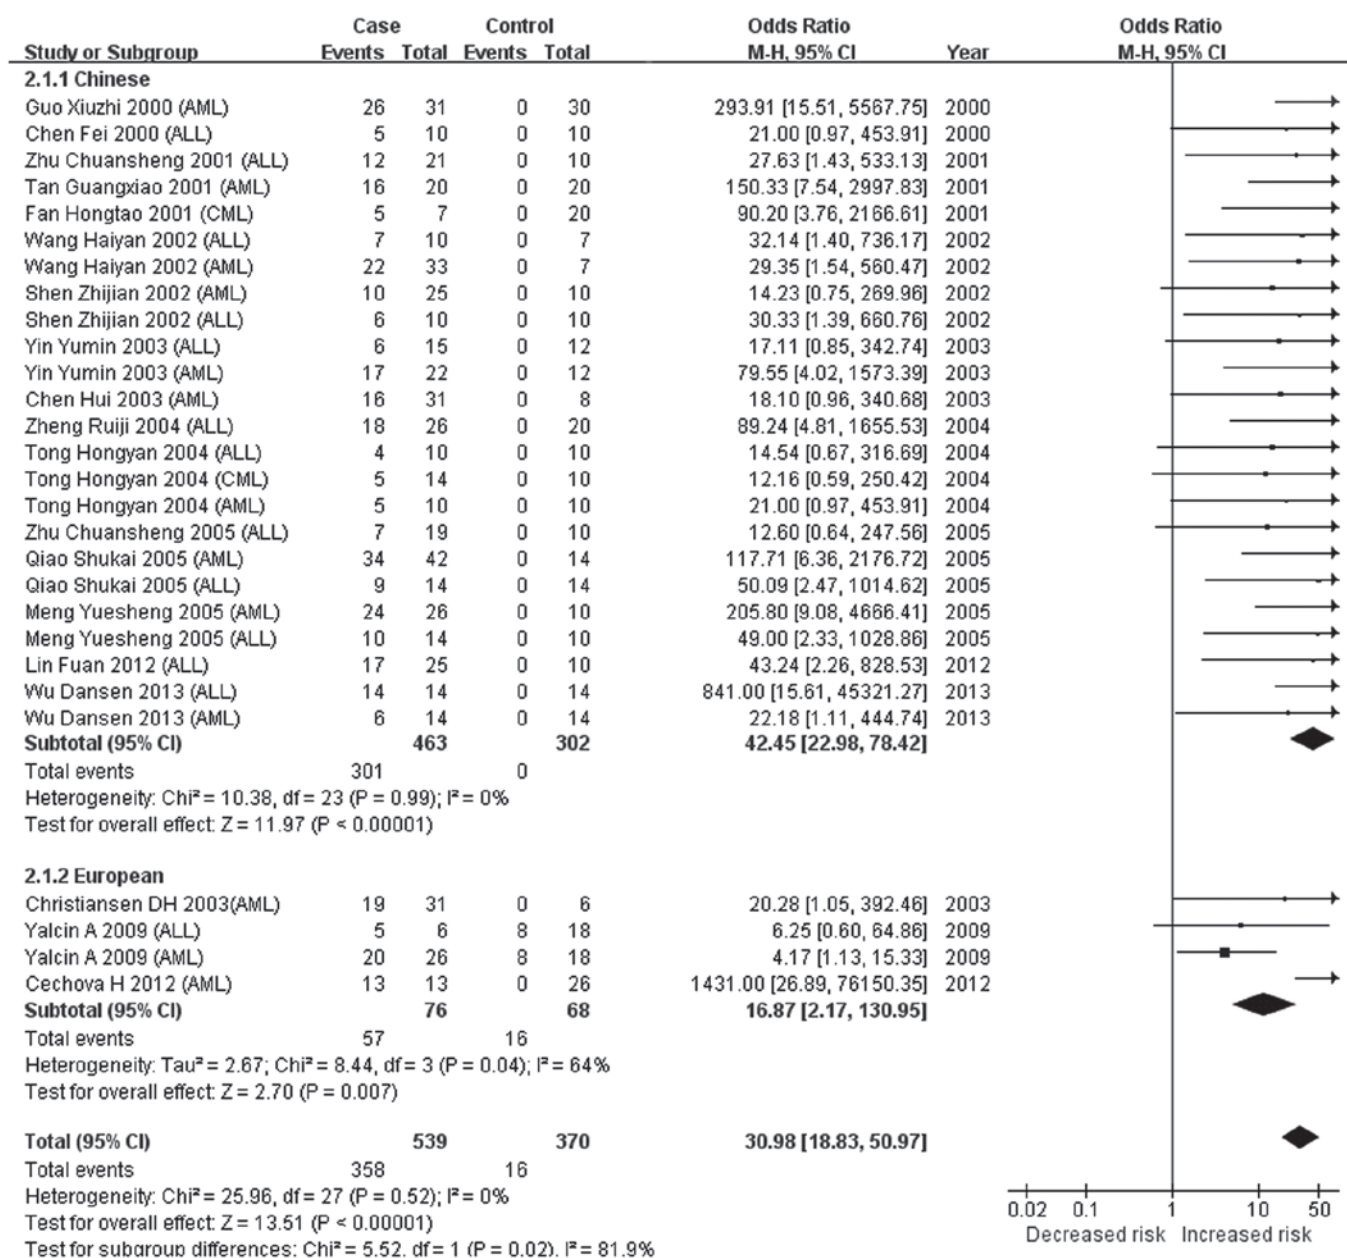 Case Control Odds Ratio Odds Ratio
Study or Subgroup Events Total Events Total M-H, 95% CI Year M-H, 95% CI
2.1.1 Chinese
Guo Xiuzhi 2000 (AML) 26 31 0 30 293.91 [15.51, 5567.75] 2000
Chen Fei 2000 (ALL) 5 10 0 10 21.00 [0.97, 453.91] 2000
Zhu Chuansheng 2001 (ALL) 12 21 0 10 27.63 [1.43, 533.13] 2001
Tan Guangxiao 2001 (AML) 16 20 0 20 150.33 [7.54, 2997.83] 2001
Fan Hongtao 2001 (CML) 5 7 0 20 90.20 [3.76, 2166.61] 2001
Wang Haiyan 2002 (ALL) 7 10 0 7 32.14 [1.40, 736.17] 2002
Wang Haiyan 2002 (AML) 22 33 0 7 29.35 [1.54, 560.47] 2002
Shen Zhijian 2002 (AML) 10 25 0 10 14.23 [0.75, 269.96] 2002
Shen Zhijian 2002 (ALL) 6 10 0 10 30.33 [1.39, 660.76] 2002
Yin Yumin 2003 (ALL) 6 15 0 12 17.11 [0.85, 342.74] 2003
Yin Yumin 2003 (AML) 17 22 0 12 79.55 [4.02, 1573.39] 2003
Chen Hui 2003 (AML) 16 31 0 8 18.10 [0.96, 340.68] 2003
Zheng Ruiji 2004 (ALL) 18 26 0 20 89.24 [4.81, 1655.53] 2004
Tong Hongyan 2004 (ALL) 4 10 0 10 14.54 [0.67, 316.69] 2004
Tong Hongyan 2004 (CML) 5 14 0 10 12.16 [0.59, 250.42] 2004
Tong Hongyan 2004 (AML) 5 10 0 10 21.00 [0.97, 453.91] 2004
Zhu Chuansheng 2005 (ALL) 7 19 0 10 12.60 [0.64, 247.56] 2005
Qiao Shukai 2005 (AML) 34 42 0 14 117.71 [6.36, 2176.72] 2005
Qiao Shukai 2005 (ALL) 9 14 0 14 50.09 [2.47, 1014.62] 2005
Meng Yuesheng 2005 (AML) 24 26 0 10 205.80 [9.08, 4666.41] 2005
Meng Yuesheng 2005 (ALL) 10 14 0 10 49.00 [2.33, 1028.86] 2005
Lin Fuan 2012 (ALL) 17 25 0 10 43.24 [2.26, 828.53] 2012
Wu Dansen 2013 (ALL) 14 14 0 14 841.00 [15.61, 45321.27] 2013
Wu Dansen 2013 (AML) 6 14 0 14 22.18 [1.11, 444.74] 2013
Subtotal (95% CI) 463 302 42.45 [22.98, 78.42]
Total events 301 0
Heterogeneity: Chi² = 10.38, df = 23 (P = 0.99); I² = 0%
Test for overall effect: Z = 11.97 (P < 0.00001)
2.1.2 European
Christiansen DH 2003(AML) 19 31 0 6 20.28 [1.05, 392.46] 2003
Yalcin A 2009 (ALL) 5 6 8 18 6.25 [0.60, 64.86] 2009
Yalcin A 2009 (AML) 20 26 8 18 4.17 [1.13, 15.33] 2009
Cechova H 2012 (AML) 13 13 0 26 1431.00 [26.89, 76150.35] 2012
Subtotal (95% CI) 76 68 16.87 [2.17, 130.95]
Total events 57 16
Heterogeneity: Tau² = 2.67; Chi² = 8.44, df = 3 (P = 0.04); I² = 64%
Test for overall effect: Z = 2.70 (P = 0.007)
Total (95% CI) 539 370 30.98 [18.83, 50.97]
Total events 358 16
Heterogeneity: Chi² = 25.96, df = 27 (P = 0.52); I² = 0%
Test for overall effect: Z = 13.51 (P < 0.00001)
Test for subgroup differences: Chi² = 5.52, df = 1 (P = 0.02), I² = 81.9%
0.02 0.1 1 10 50
Decreased risk Increased risk